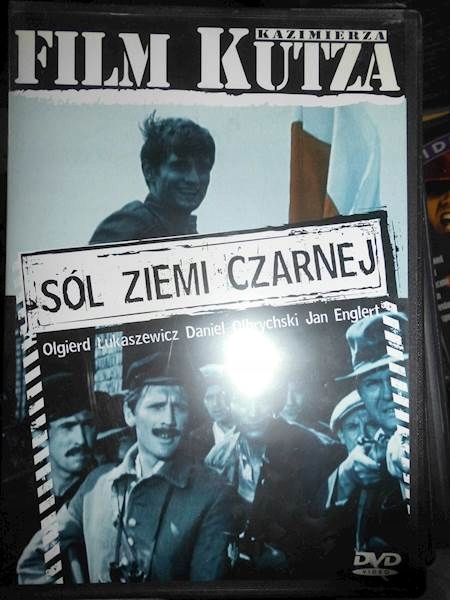 KAZIMIERZA
FILM KUTZA
SÓL ZIEMI CZARNEJ
Olgierd Łukaszewicz Daniel Olbrychski Jan Englert
DVD
VIDEO